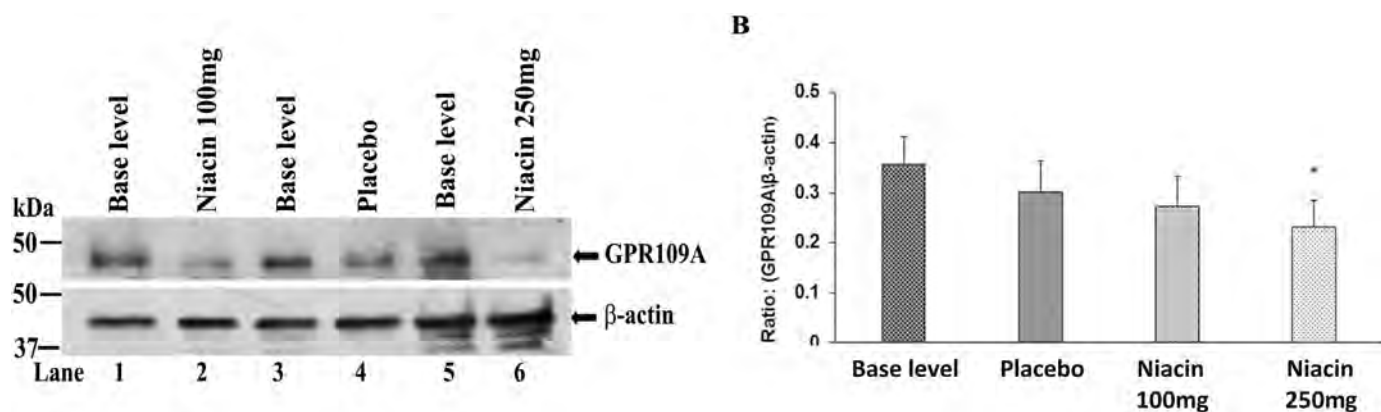 Base level
Niacin 100mg
Base level
Placebo
Base level
Niacin 250mg
kDa
50
GPR109A
50
β-actin
37
Lane 1 2 3 4 5 6
B
Ratio: (GPR109A\β-actin)
0.5
0.4
0.3
0.2
0.1
0
*
Base level Placebo Niacin 100mg Niacin 250mg